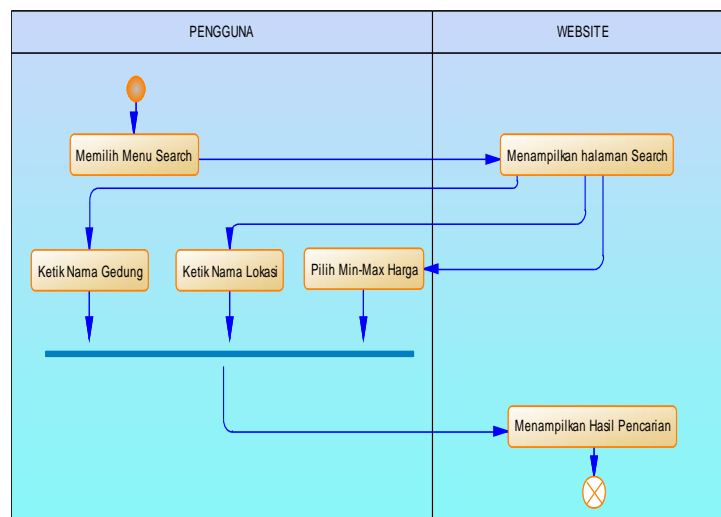 PENGGUNA
WEBSITE
Memilih Menu Search
Menampilkan halaman Search
Ketik Nama Gedung
Ketik Nama Lokasi
Pilih Min-Max Harga
Menampilkan Hasil Pencarian